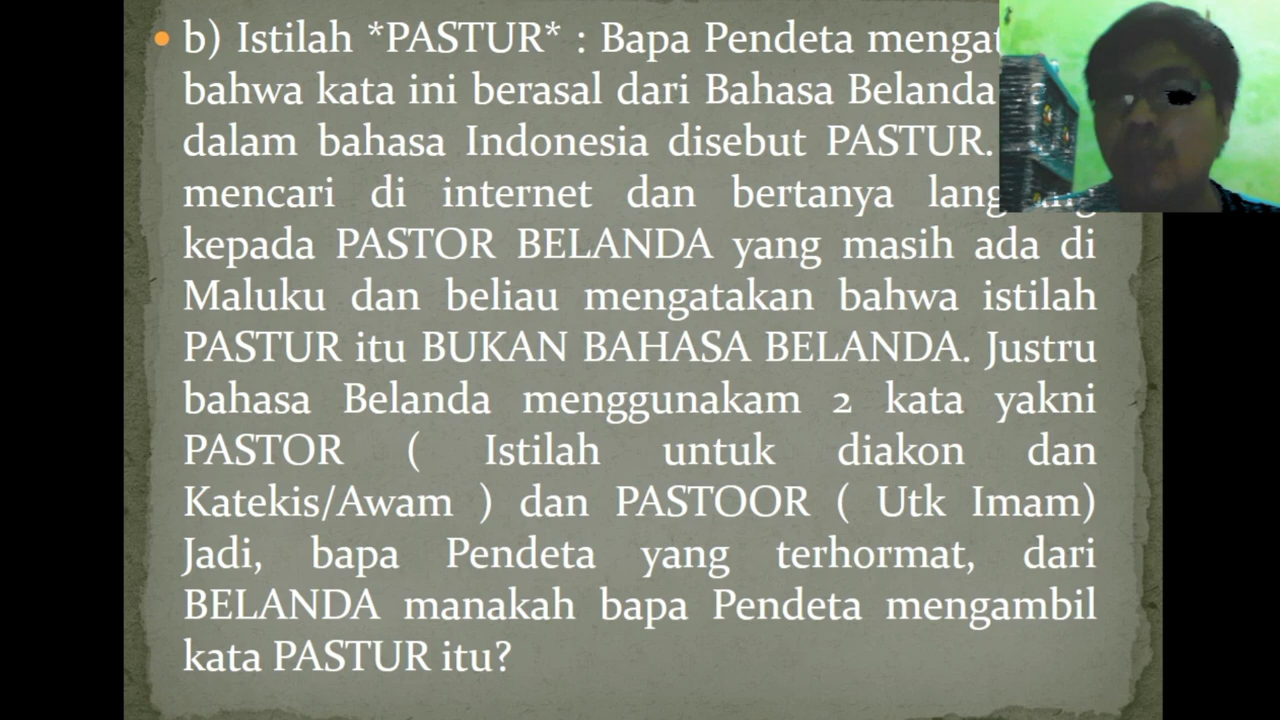 b) Istilah *PASTUR* : Bapa Pendeta
bahwa kata ini berasal dari Bahasa Belanda
dalam bahasa Indonesia disebut PASTUR.
mencari di internet dan bertanya
kepada PASTOR BELANDA yang masih ada di
Maluku dan beliau mengatakan bahwa istilah
PASTUR itu BUKAN BAHASA BELANDA. Justru
bahasa Belanda menggunakam 2 kata yakni
PASTOR ( Istilah untuk diakon dan
Katekis/Awam ) dan PASTOOR ( Utk Imam)
Jadi, bapa Pendeta yang terhormat, dari
BELANDA manakah bapa Pendeta mengambil
kata PASTUR itu?